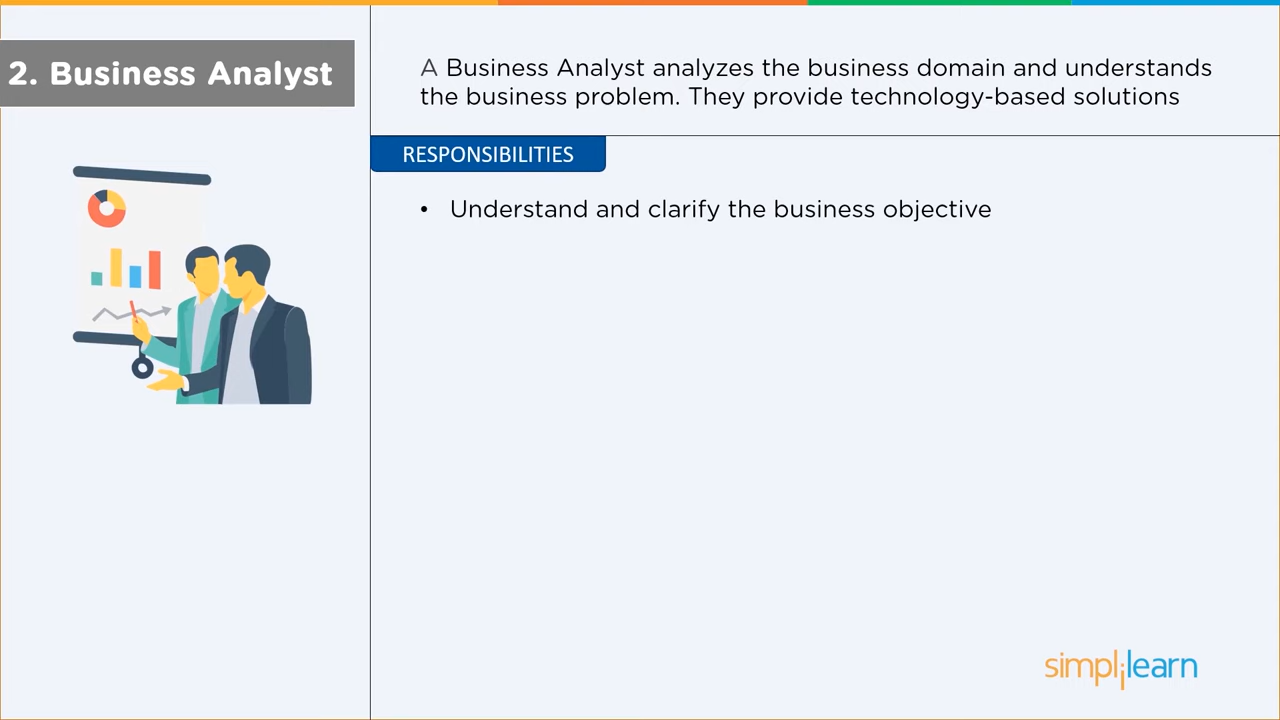 2. Business Analyst
A Business Analyst analyzes the business domain and understands
the business problem. They provide technology-based solutions
RESPONSIBILITIES
• Understand and clarify the business objective
simplilearn